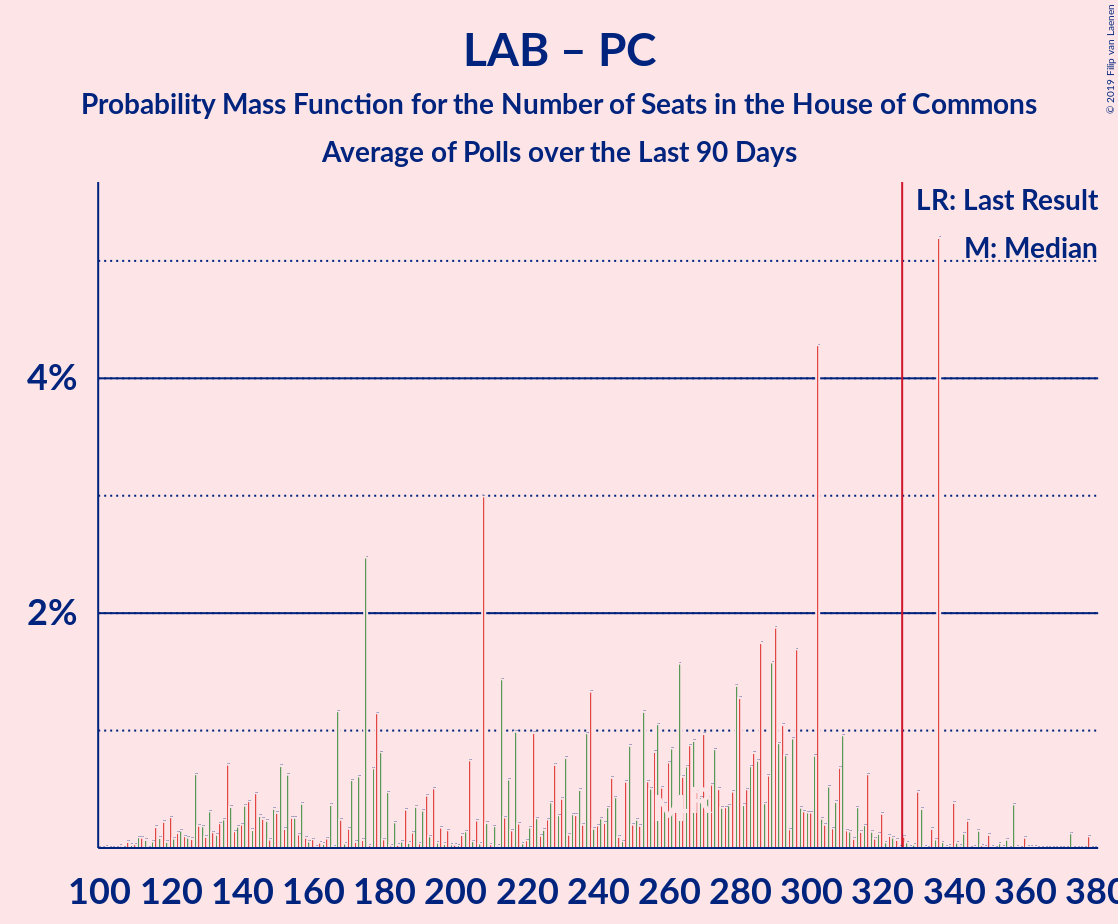 LAB – PC
Probability Mass Function for the Number of Seats in the House of Commons
Average of Polls over the Last 90 Days
© 2019 Filip van Laenen
LR: Last Result
M: Median
4%
2%
100 120 140 160 180 200 220 240 260 280 300 320 340 360 380